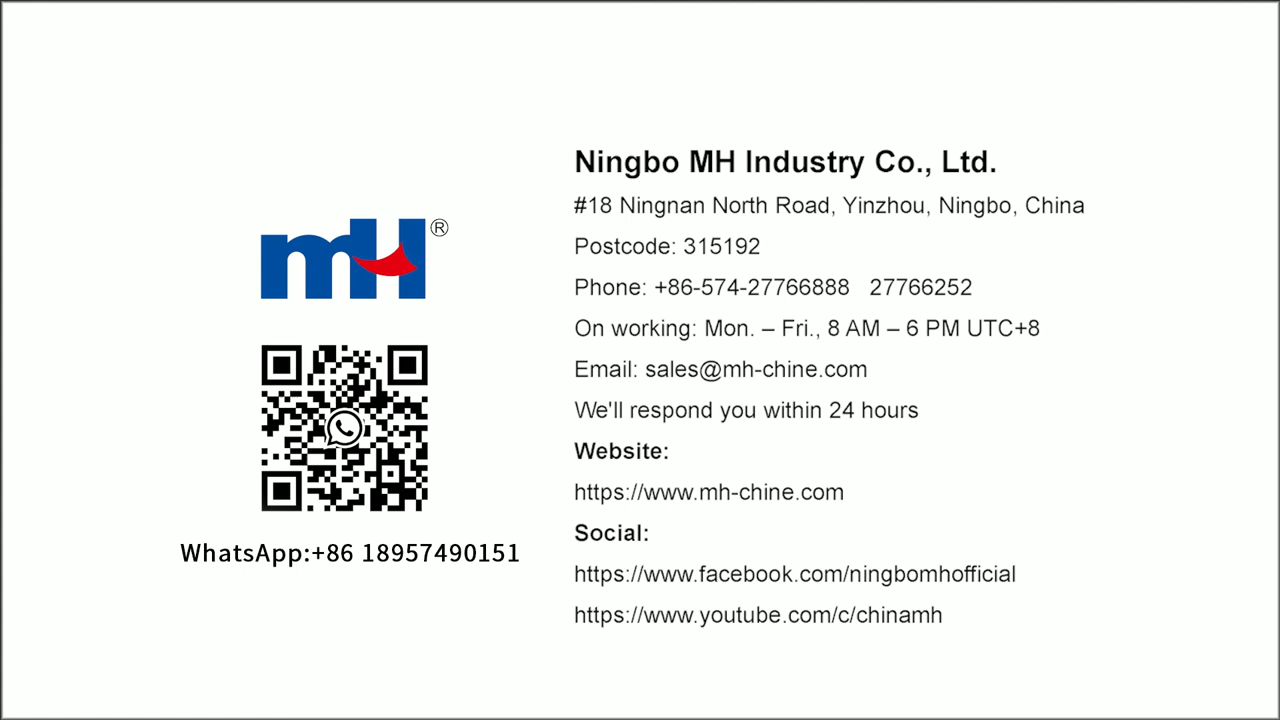 mH®
WhatsApp:+86 18957490151
Ningbo MH Industry Co., Ltd.
#18 Ningnan North Road, Yinzhou, Ningbo, China
Postcode: 315192
Phone: +86-574-27766888   27766252
On working: Mon. – Fri., 8 AM – 6 PM UTC+8
Email: sales@mh-chine.com
We'll respond you within 24 hours
Website:
https://www.mh-chine.com
Social:
https://www.facebook.com/ningbomhofficial
https://www.youtube.com/c/chinamh